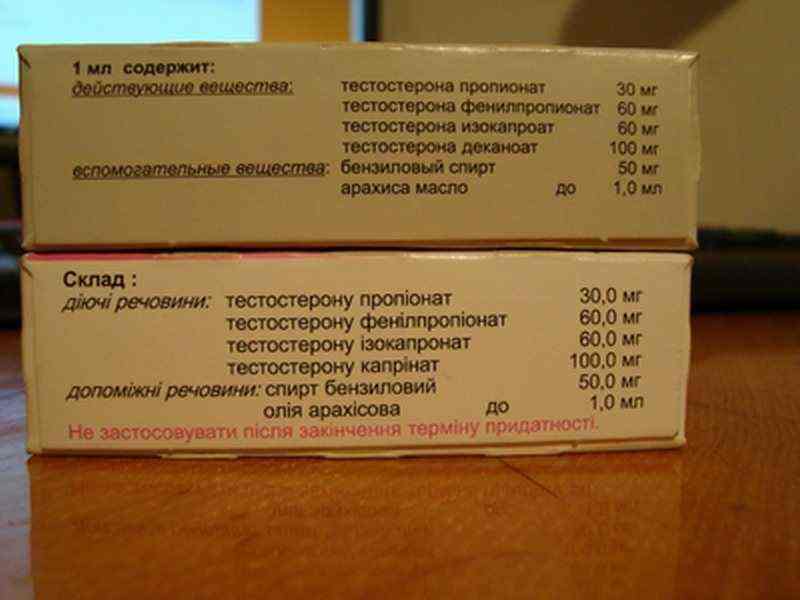 1 мл содержит:
действующие вещества: тестостерона пропионат 30 мг
тестостерона фенилпропионат 60 мг
тестостерона изокапроат 60 мг
тестостерона деканоат 100 мг
вспомогательные вещества: бензиловый спирт 50 мг
арахиса масло до 1,0 мл
Склад :
діючі речовини: тестостерону пропіонат 30,0 мг
тестостерону фенілпропіонат 60,0 мг
тестостерону ізокапронат 60,0 мг
тестостерону капрінат 100,0 мг
допоміжні речовини: спирт бензиловий 50,0 мг
олія арахісова до 1,0 мл
Не застосовувати після закінчення терміну придатності.